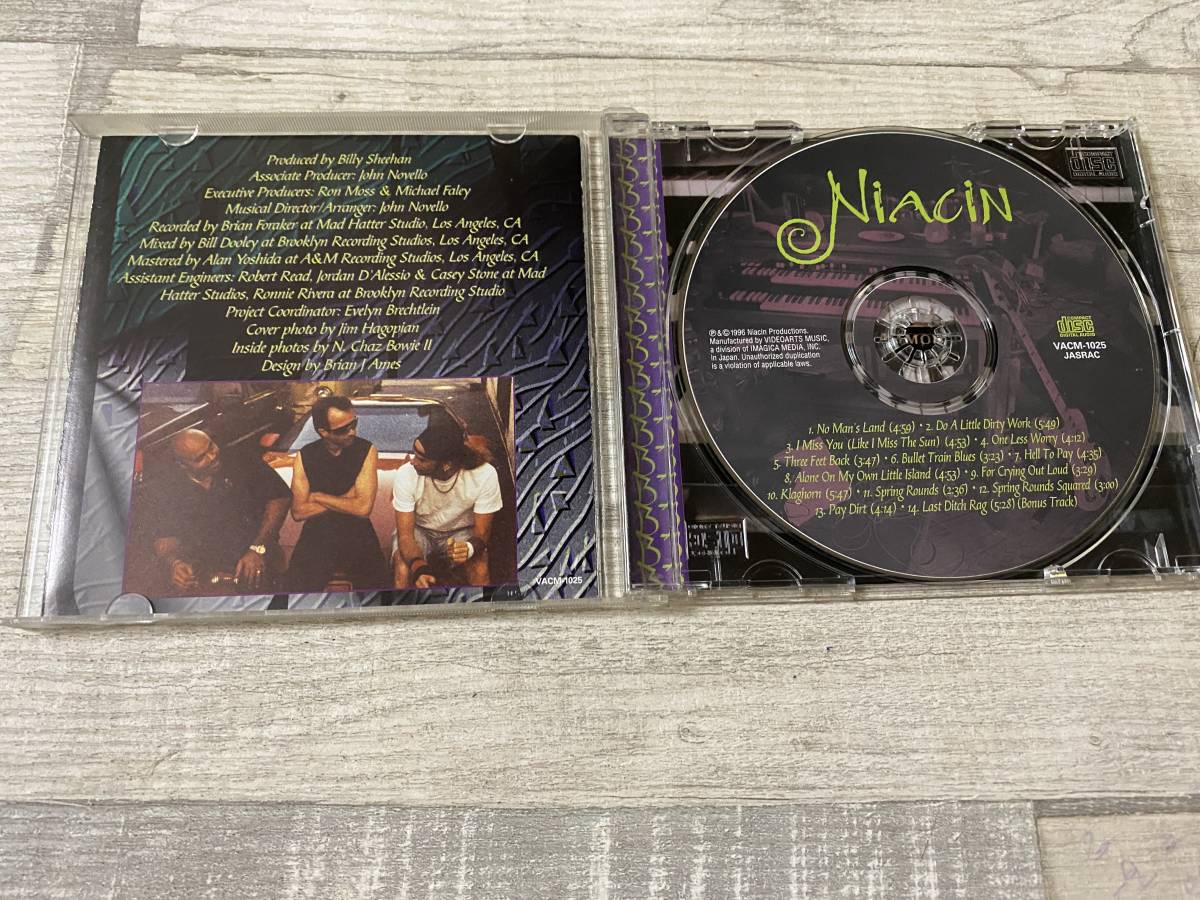 Produced by Billy Sheehan
Associate Producer: John Novello
Executive Producers: Ron Moss & Michael Faley
Musical Director/Arranger: John Novello
Recorded by Brian Foraker at Mad Hatter Studio, Los Angeles, CA
Mixed by Bill Dooley at Brooklyn Recording Studios, Los Angeles, CA
Mastered by Alan Yoshida at A&M Recording Studios, Los Angeles, CA
Assistant Engineers: Robert Read, Jordan D'Alessio & Casey Stone at Mad
Hatter Studios, Ronnie Rivera at Brooklyn Recording Studio
Project Coordinator: Evelyn Brechtlein
Cover photo by Jim Hagopian
Inside photos by N. Chaz Bowie II
Design by Brian J Ames
VACM-1025
Niacin
℗&©1996 Niacin Productions.
Manufactured by VIDEOARTS MUSIC,
a division of IMAGICA MEDIA, INC.
in Japan. Unauthorized duplication
is a violation of applicable laws.
COMPACT
disc
DIGITAL AUDIO
VACM-1025
JASRAC
1. No Man's Land (4:59) • 2. Do A Little Dirty Work (5:49)
3. I Miss You (Like I Miss The Sun) (4:53) • 4. One Less Worry (4:12)
5. Three Feet Back (3:47) • 6. Bullet Train Blues (3:23) • 7. Hell To Pay (4:35)
8. Alone On My Own Little Island (4:53) • 9. For Crying Out Loud (3:29)
10. Klaghorn (5:47) • 11. Spring Rounds (2:36) • 12. Spring Rounds Squared (3:00)
13. Pay Dirt (4:14) • 14. Last Ditch Rag (5:28) (Bonus Track)
COMPACT
disc
DIGITAL AUDIO